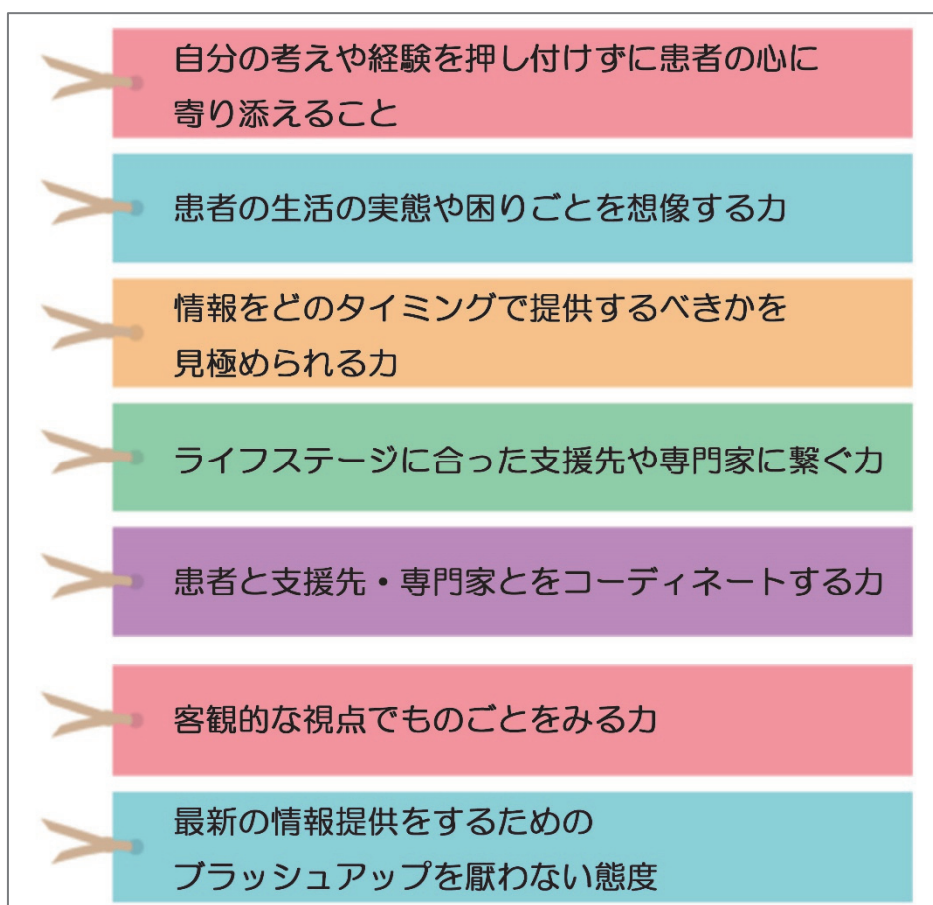 自分の考えや経験を押し付けずに患者の心に
寄り添えること
患者の生活の実態や困りごとを想像する力
情報をどのタイミングで提供するべきかを
見極められる力
ライフステージに合った支援先や専門家に繋ぐ力
患者と支援先・専門家とをコーディネートする力
客観的な視点でものごとをみる力
最新の情報提供をするための
ブラッシュアップを厭わない態度